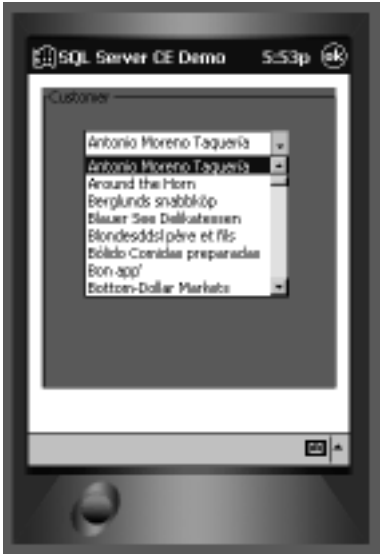 SQL Server CE Demo 5:53p ok
Customer
Antonio Moreno Taquería
Antonio Moreno Taquería
Around the Horn
Berglunds snabbköp
Blauer See Delikatessen
Blondesddsl père et fils
Bólido Comidas preparadas
Bon app'
Bottom-Dollar Markets